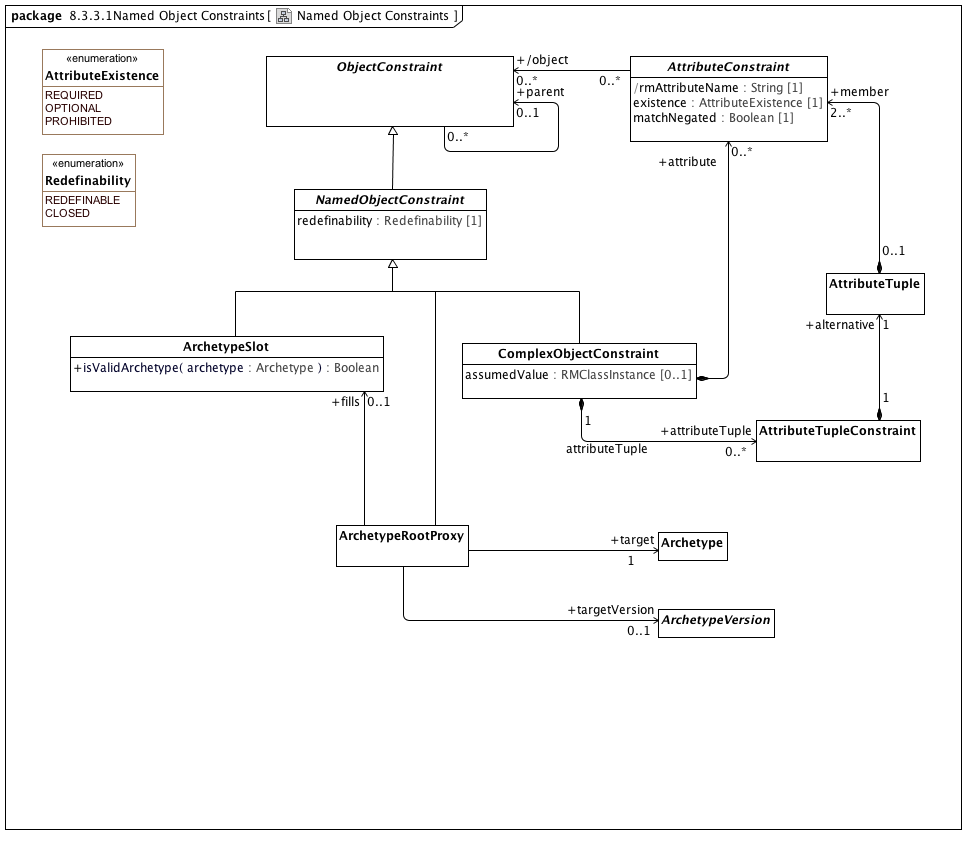 package 8.3.3.1Named Object Constraints[ Named Object Constraints ]
«enumeration»
AttributeExistence
REQUIRED
OPTIONAL
PROHIBITED
«enumeration»
Redefinability
REDEFINABLE
CLOSED
ObjectConstraint
+/object
0..*
0..*
+parent
0..1
0..*
AttributeConstraint
/rmAttributeName : String [1]
existence : AttributeExistence [1]
matchNegated : Boolean [1]
+member
2..*
+attribute
0..*
NamedObjectConstraint
redefinability : Redefinability [1]
0..1
AttributeTuple
+alternative
1
ArchetypeSlot
+isValidArchetype( archetype : Archetype ) : Boolean
ComplexObjectConstraint
assumedValue : RMClassInstance [0..1]
+fills
0..1
1
1
+attributeTuple
attributeTuple
0..*
AttributeTupleConstraint
ArchetypeRootProxy
+target
1
Archetype
+targetVersion
0..1
ArchetypeVersion